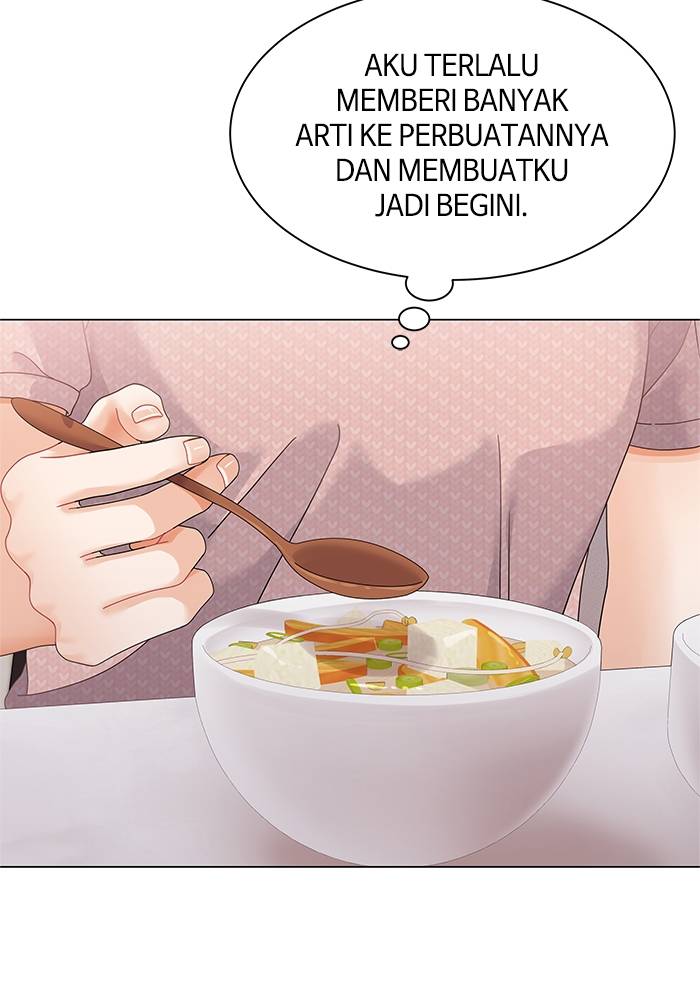 AKU TERLALU
MEMBERI BANYAK
ARTI KE PERBUATANNYA
DAN MEMBUATKU
JADI BEGINI.